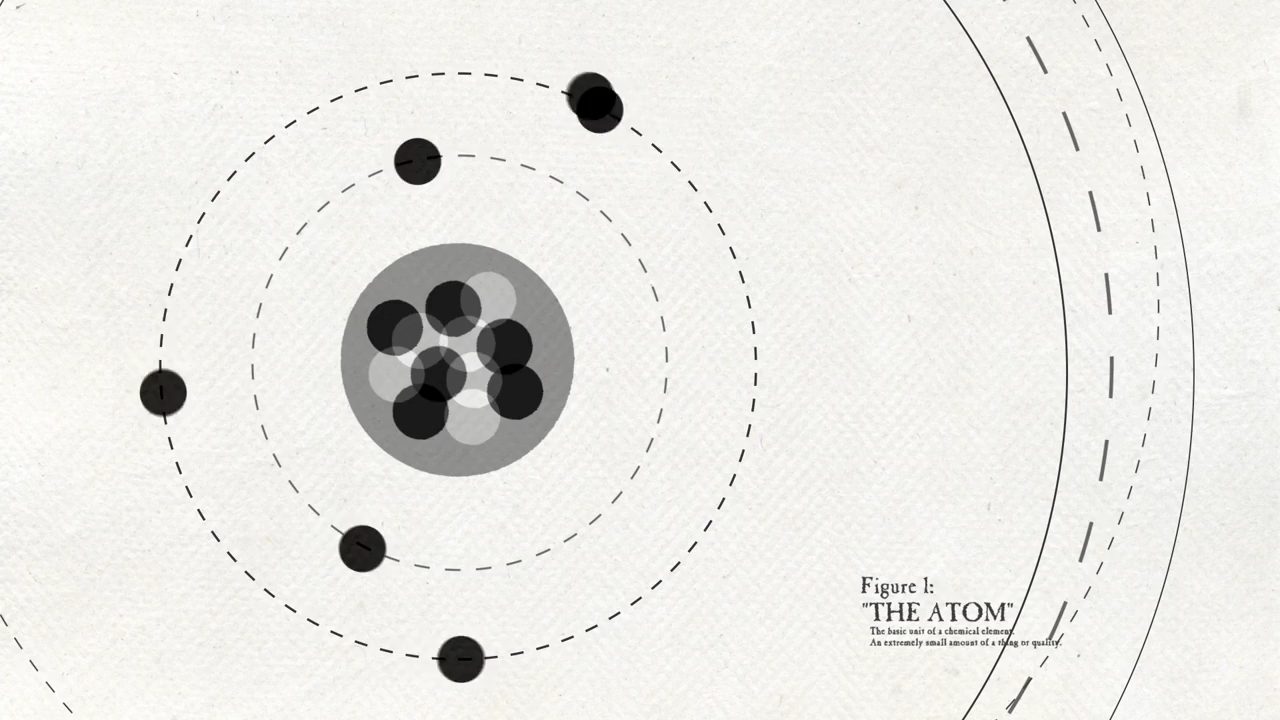 Figure 1:
"THE ATOM"
The basic unit of a chemical element.
An extremely small amount of a thing or quality.